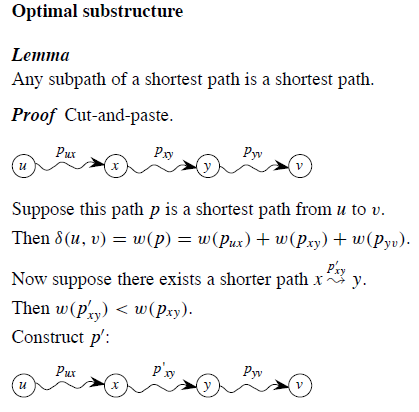 Optimal substructure
Lemma
Any subpath of a shortest path is a shortest path.
Proof Cut-and-paste.
p_ux p_xy p_yv
u x y v
Suppose this path p is a shortest path from u to v.
Then δ(u, v) = w(p) = w(p_ux) + w(p_xy) + w(p_yv).
Now suppose there exists a shorter path x p′_xy ⤳ y.
Then w(p′_xy) < w(p_xy).
Construct p′:
p_ux p'_xy p_yv
u x y v